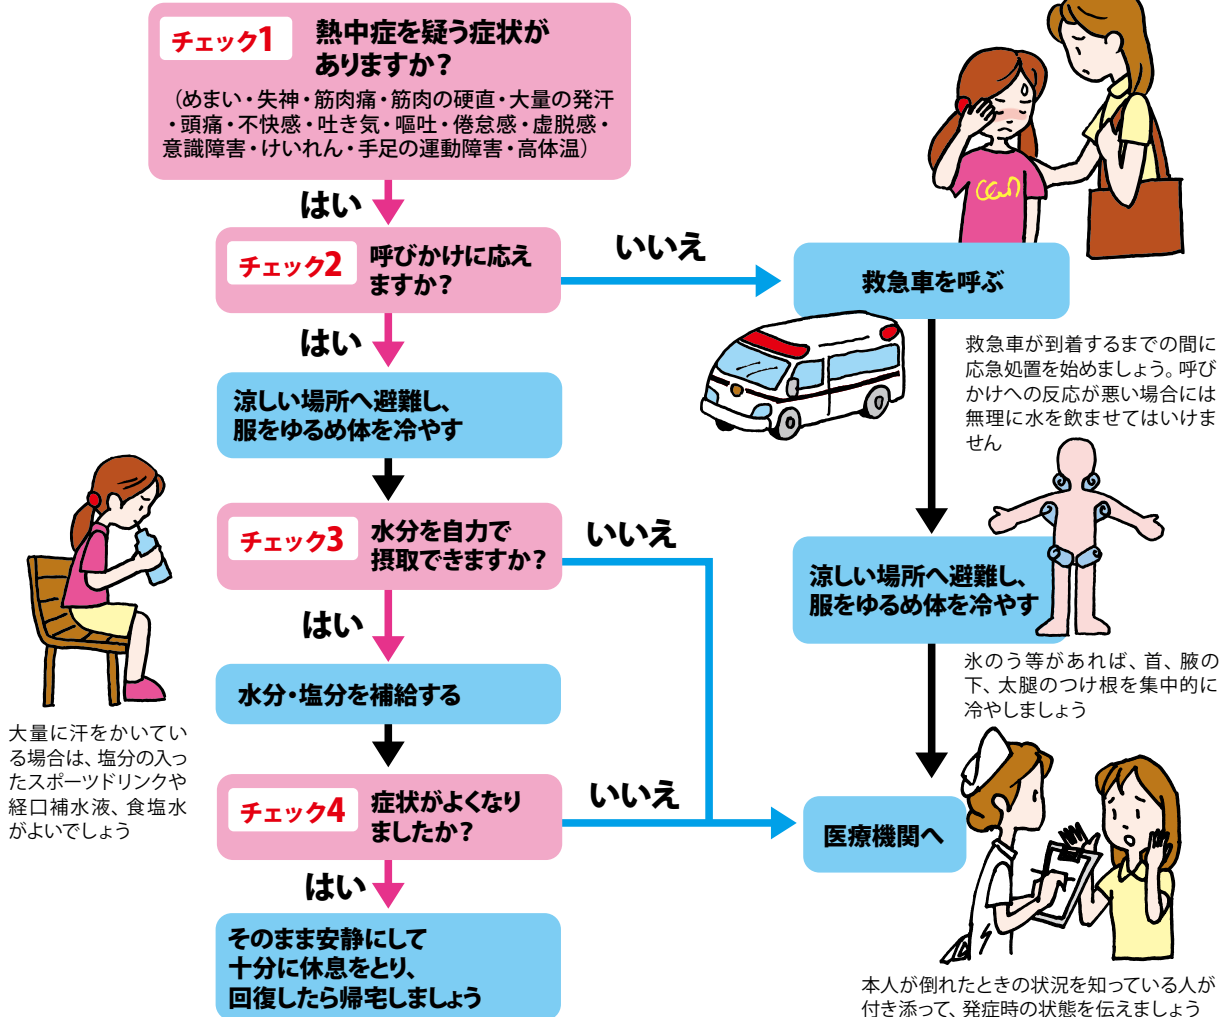 チェック1
熱中症を疑う症状が
ありますか？
（めまい・失神・筋肉痛・筋肉の硬直・大量の発汗
・頭痛・不快感・吐き気・嘔吐・倦怠感・虚脱感・
意識障害・けいれん・手足の運動障害・高体温）
はい
チェック2
呼びかけに応え
ますか？
いいえ
救急車を呼ぶ
救急車が到着するまでの間に
応急処置を始めましょう。呼び
かけへの反応が悪い場合には
無理に水を飲ませてはいけま
せん
はい
涼しい場所へ避難し、
服をゆるめ体を冷やす
チェック3
水分を自力で
摂取できますか？
いいえ
涼しい場所へ避難し、
服をゆるめ体を冷やす
氷のう等があれば、首、腋の
下、太腿のつけ根を集中的に
冷やしましょう
はい
水分・塩分を補給する
大量に汗をかいてい
る場合は、塩分の入っ
たスポーツドリンクや
経口補水液、食塩水
がよいでしょう
チェック4
症状がよくなり
ましたか？
いいえ
医療機関へ
本人が倒れたときの状況を知っている人が
付き添って、発症時の状態を伝えましょう
はい
そのまま安静にして
十分に休息をとり、
回復したら帰宅しましょう